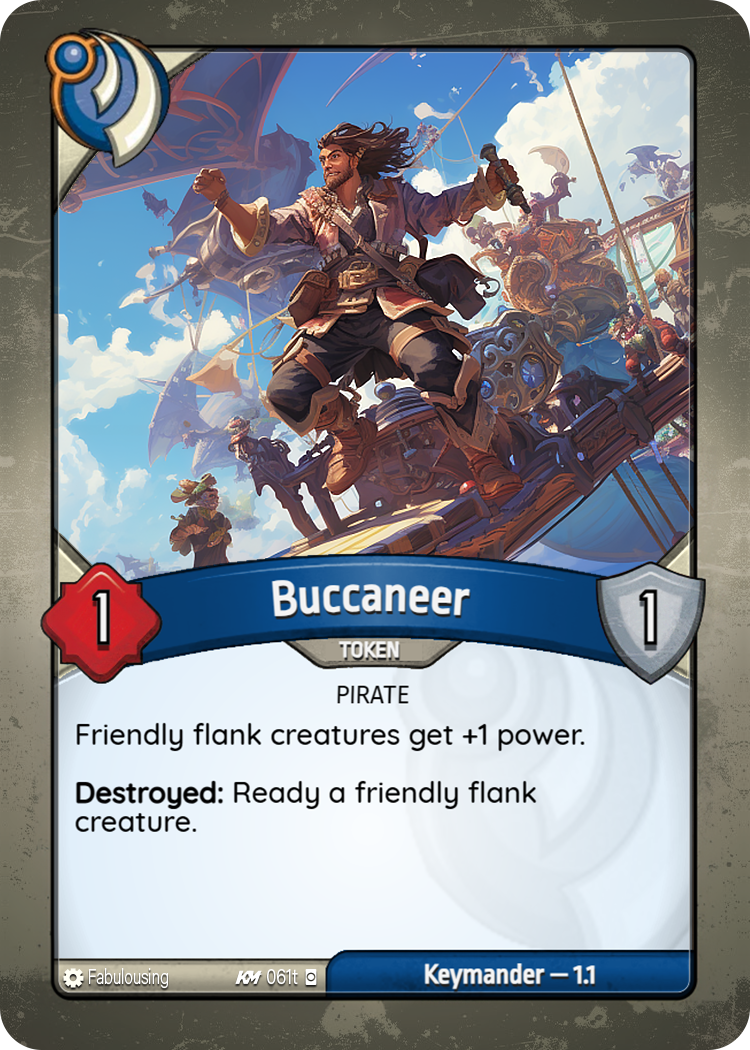 1
Buccaneer
1
TOKEN
PIRATE
Friendly flank creatures get +1 power.
Destroyed: Ready a friendly flank
creature.
Fabulousing
KM 061t
Keymander — 1.1